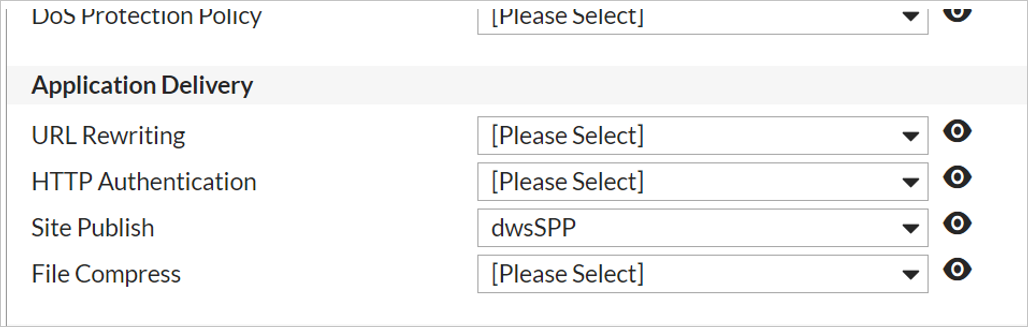 DoS Protection Policy [Please Select]
Application Delivery
URL Rewriting [Please Select]
HTTP Authentication [Please Select]
Site Publish dwsSPP
File Compress [Please Select]